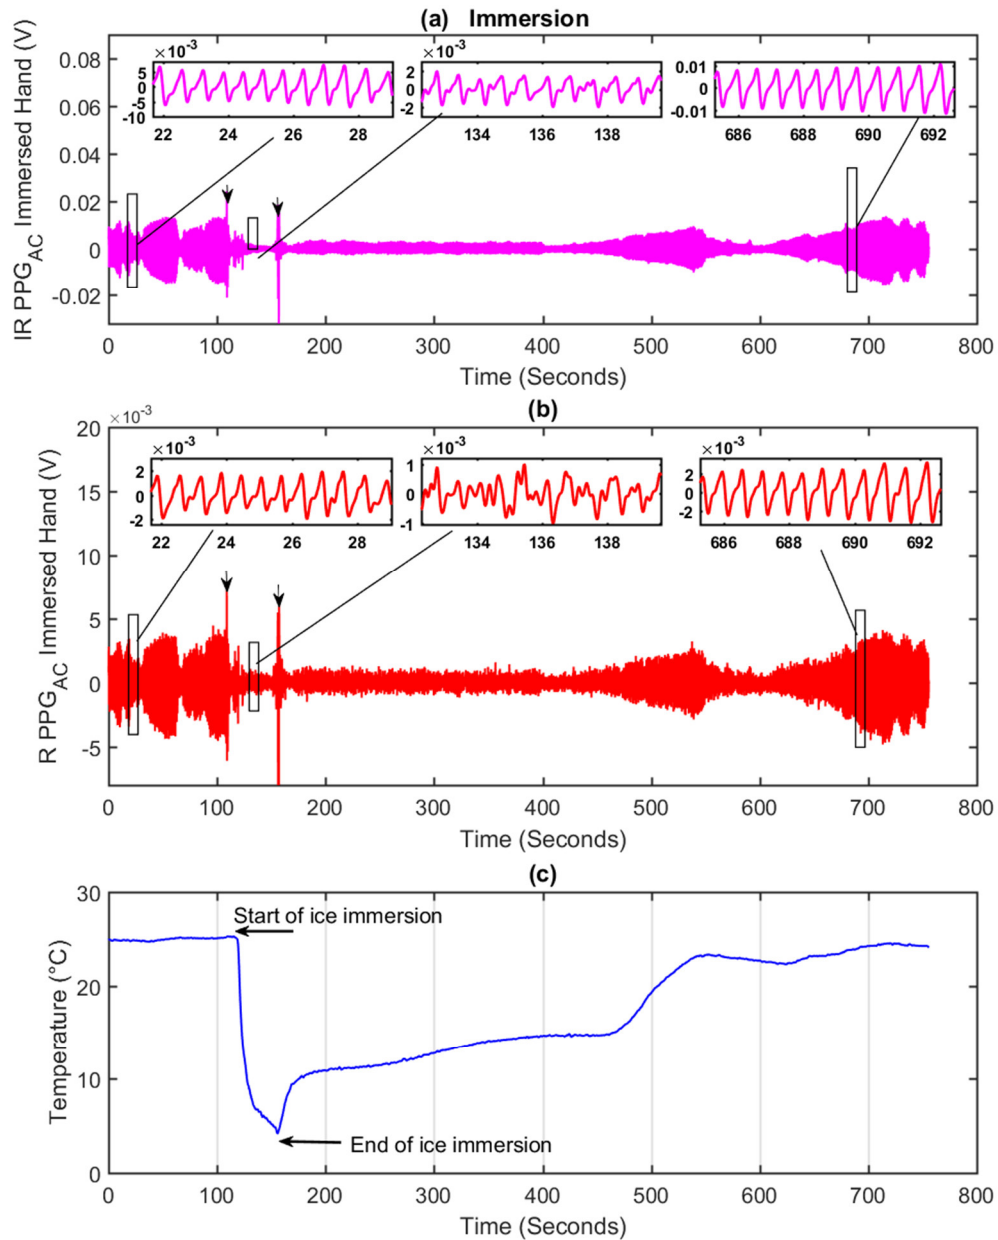 (a) Immersion
IR PPG_AC Immersed Hand (V)
0.08
0.06
0.04
0.02
0
-0.02
×10^-3
5
0
-5
-10
22 24 26 28
×10^-3
2
0
-2
134 136 138
0.01
0
-0.01
686 688 690 692
0 100 200 300 400 500 600 700 800
Time (Seconds)
(b)
×10^-3
R PPG_AC Immersed Hand (V)
20
15
10
5
0
-5
×10^-3
2
0
-2
22 24 26 28
×10^-3
1
0
-1
134 136 138
×10^-3
2
0
-2
686 688 690 692
0 100 200 300 400 500 600 700 800
Time (Seconds)
(c)
Temperature (°C)
30
20
10
0
Start of ice immersion
End of ice immersion
0 100 200 300 400 500 600 700 800
Time (Seconds)